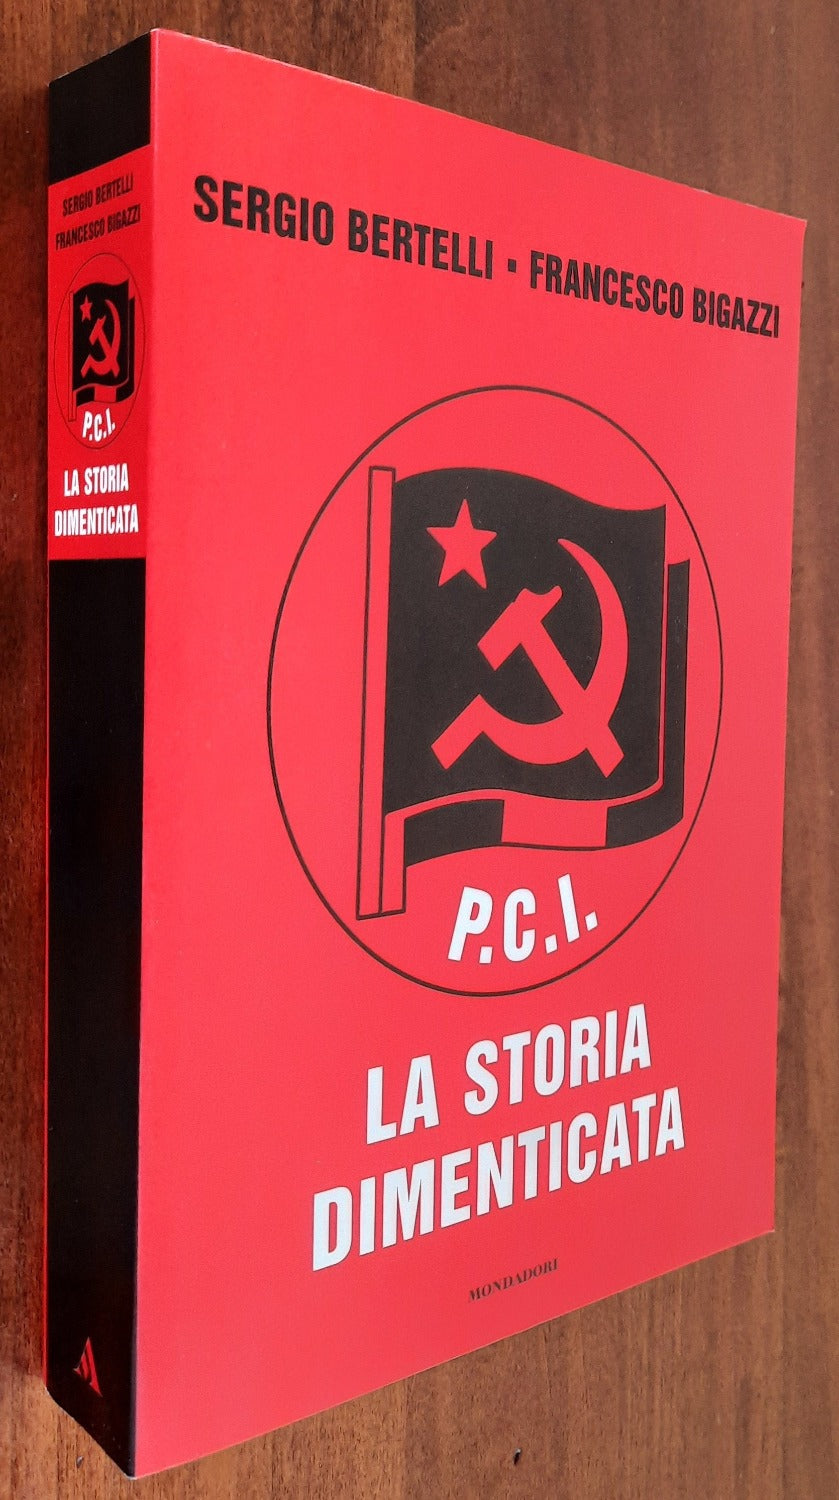 SERGIO BERTELLI
FRANCESCO BIGAZZI
P.C.I.
LA STORIA
DIMENTICATA
SERGIO BERTELLI · FRANCESCO BIGAZZI
P.C.I.
LA STORIA
DIMENTICATA
MONDADORI